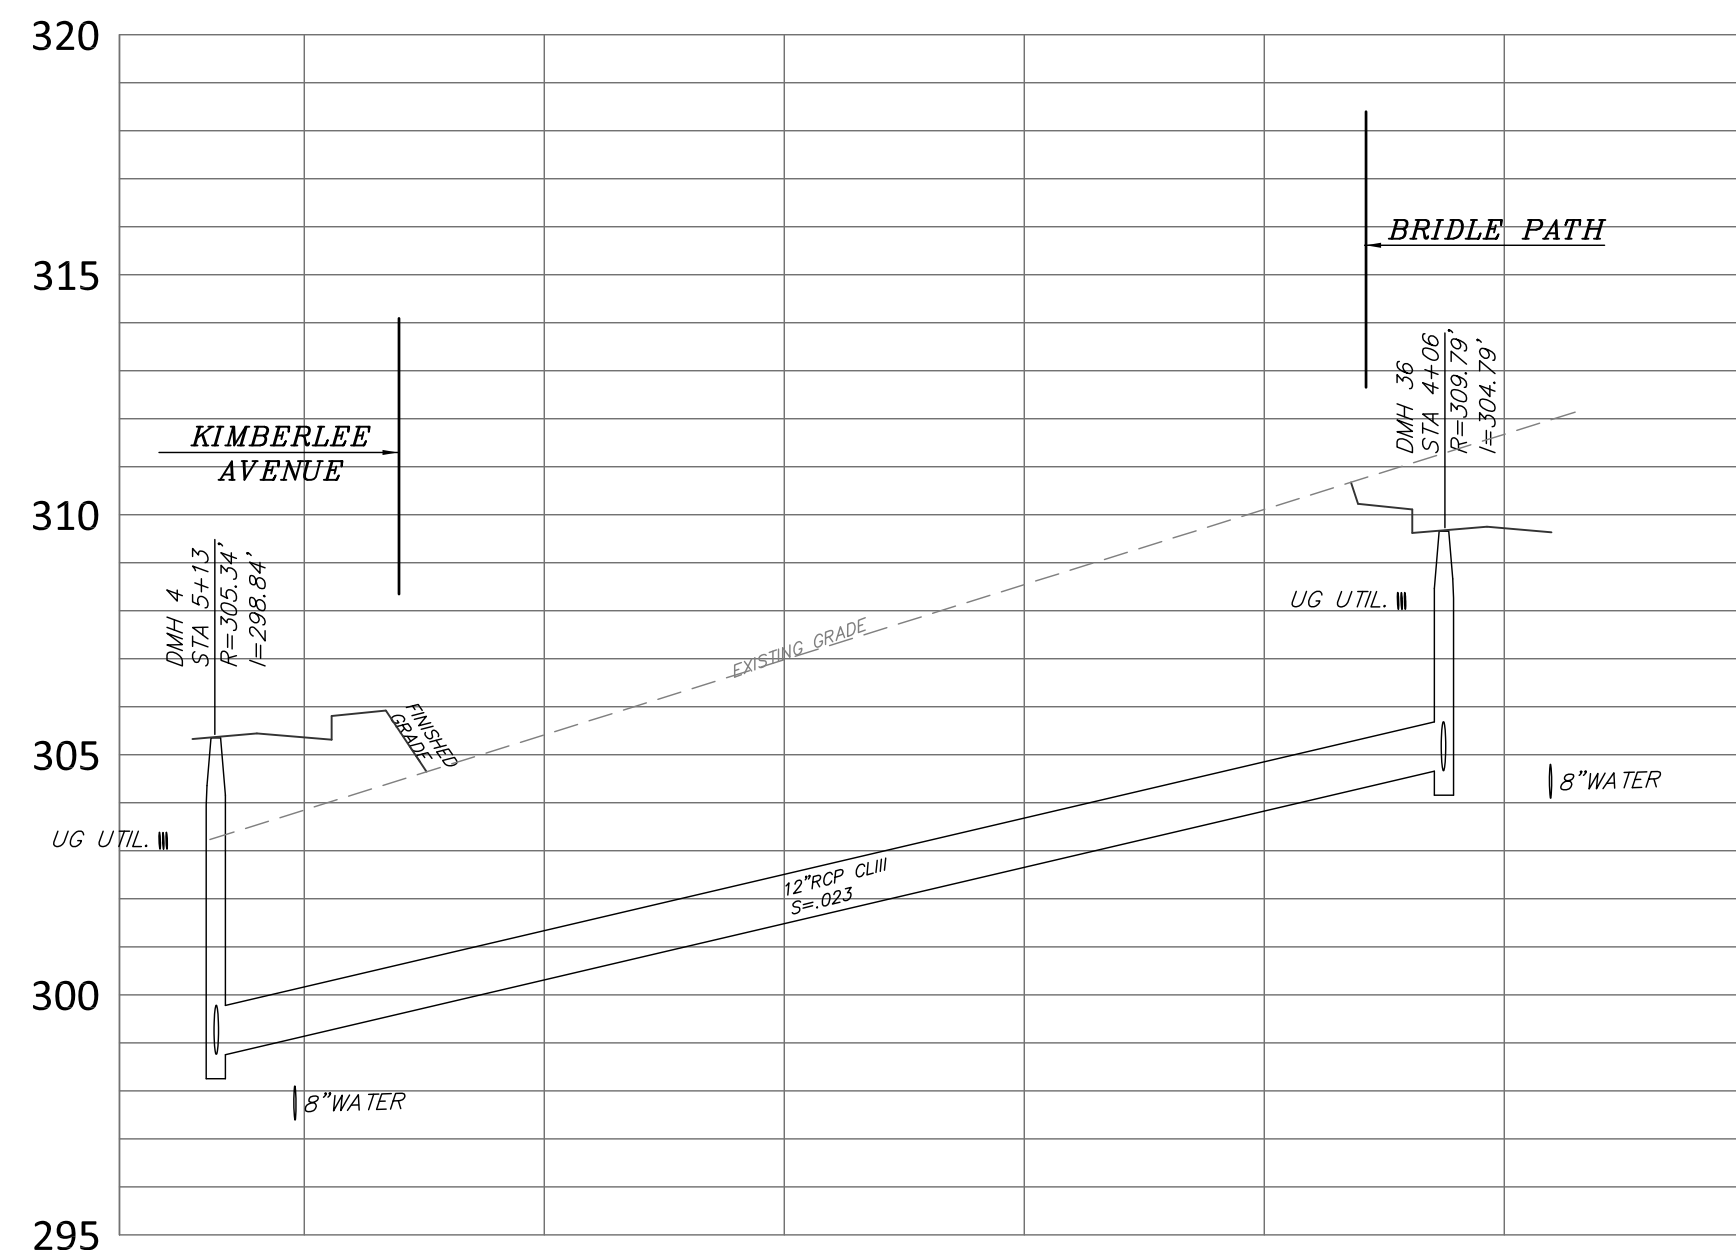 320
315
310
305
300
295
BRIDLE PATH
KIMBERLEE
AVENUE
DMH 36
STA 4+06
R=309.79'
I=304.79'
DMH 4
STA 5+13
R=305.34'
I=298.84'
UG UTIL.
EXISTING GRADE
FINISHED
GRADE
8"WATER
UG UTIL.
12"RCP CLIII
S=.023
8"WATER